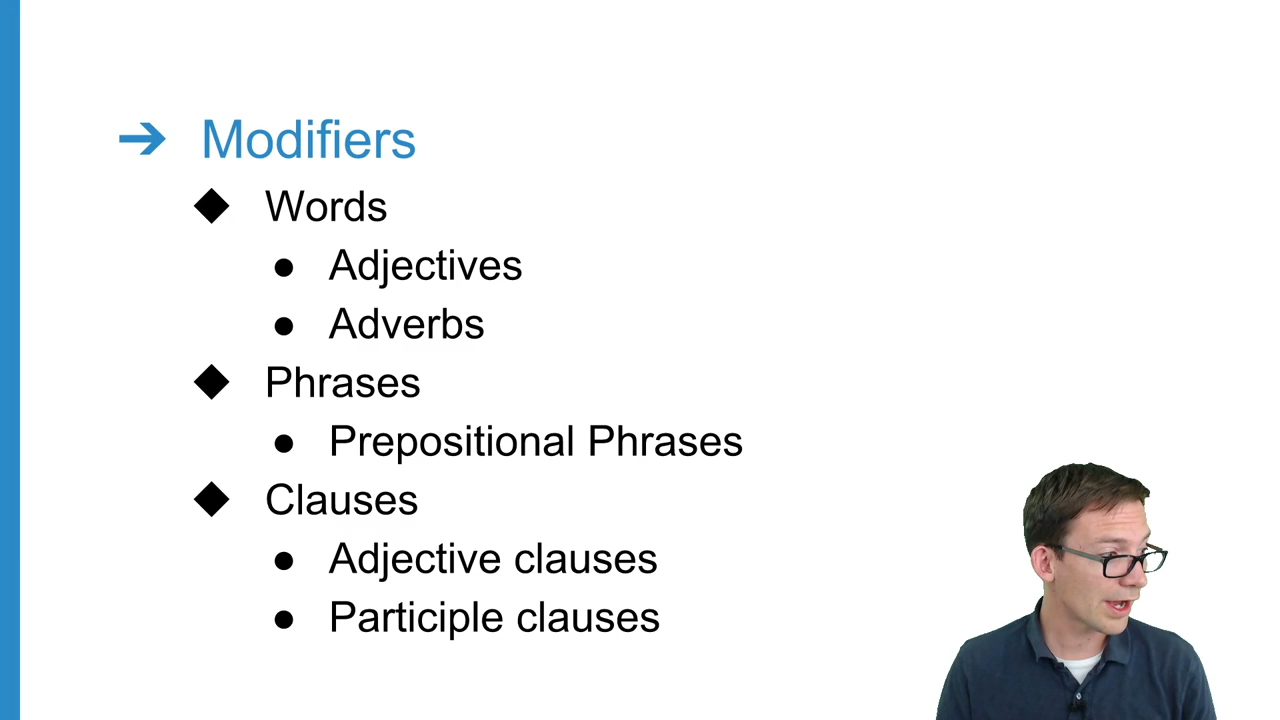 ➔ Modifiers
◆ Words
● Adjectives
● Adverbs
◆ Phrases
● Prepositional Phrases
◆ Clauses
● Adjective clauses
● Participle clauses